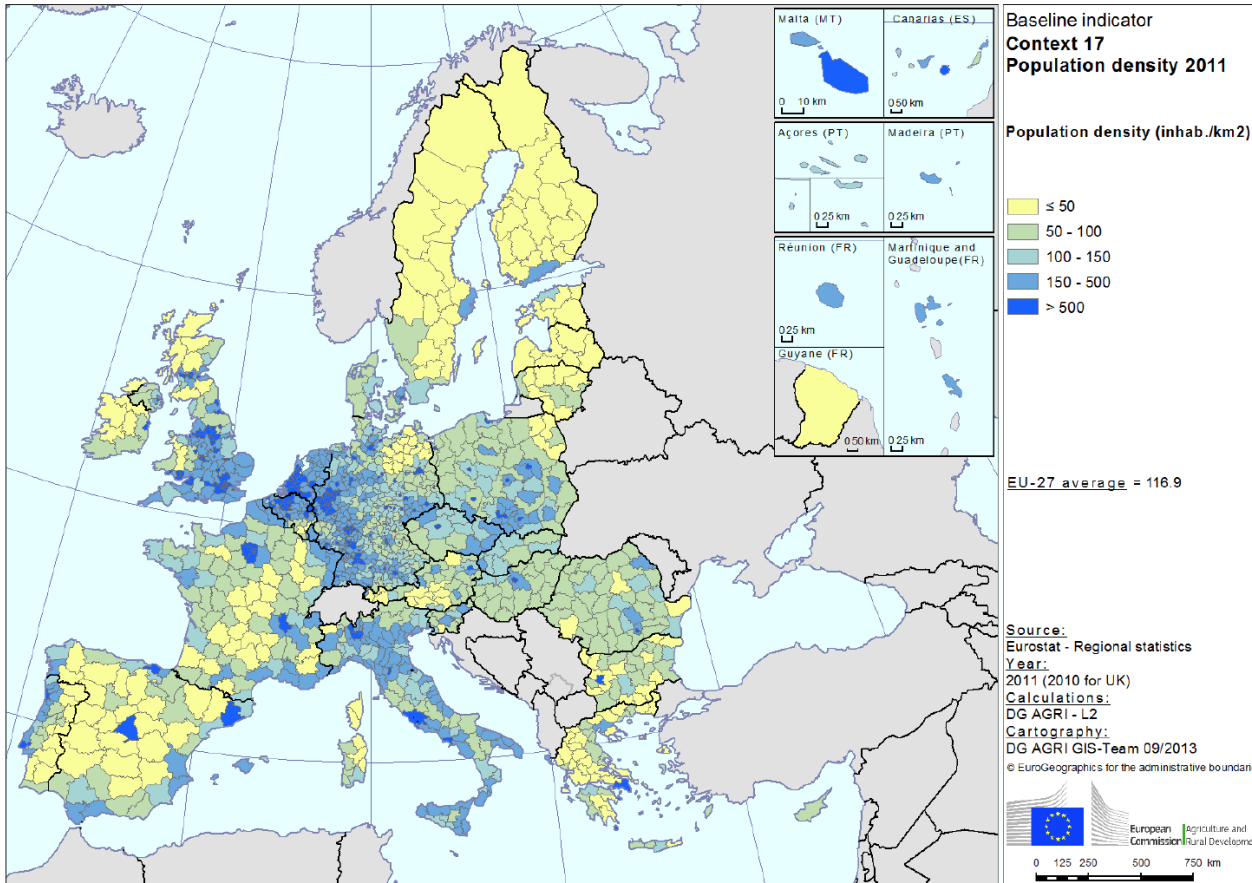 Malta (MT)
0 10 km
Canarias (ES)
0 50 km
Açores (PT)
0 25 km
Madeira (PT)
0 25 km
Réunion (FR)
0 25 km
Martinique and
Guadeloupe(FR)
0 25 km
Guyane (FR)
0 50 km
Baseline indicator
Context 17
Population density 2011
Population density (inhab./km2)
≤ 50
50 - 100
100 - 150
150 - 500
> 500
EU-27 average = 116.9
Source:
Eurostat - Regional statistics
Year:
2011 (2010 for UK)
Calculations:
DG AGRI - L2
Cartography:
DG AGRI GIS-Team 09/2013
© EuroGeographics for the administrative boundarie
European
Commission
Agriculture and
Rural Developme
0 125 250 500 750 km